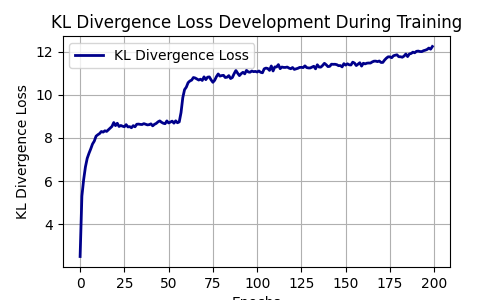 KL Divergence Loss Development During Training
KL Divergence Loss
KL Divergence Loss
12
10
8
6
4
0 25 50 75 100 125 150 175 200
Epochs